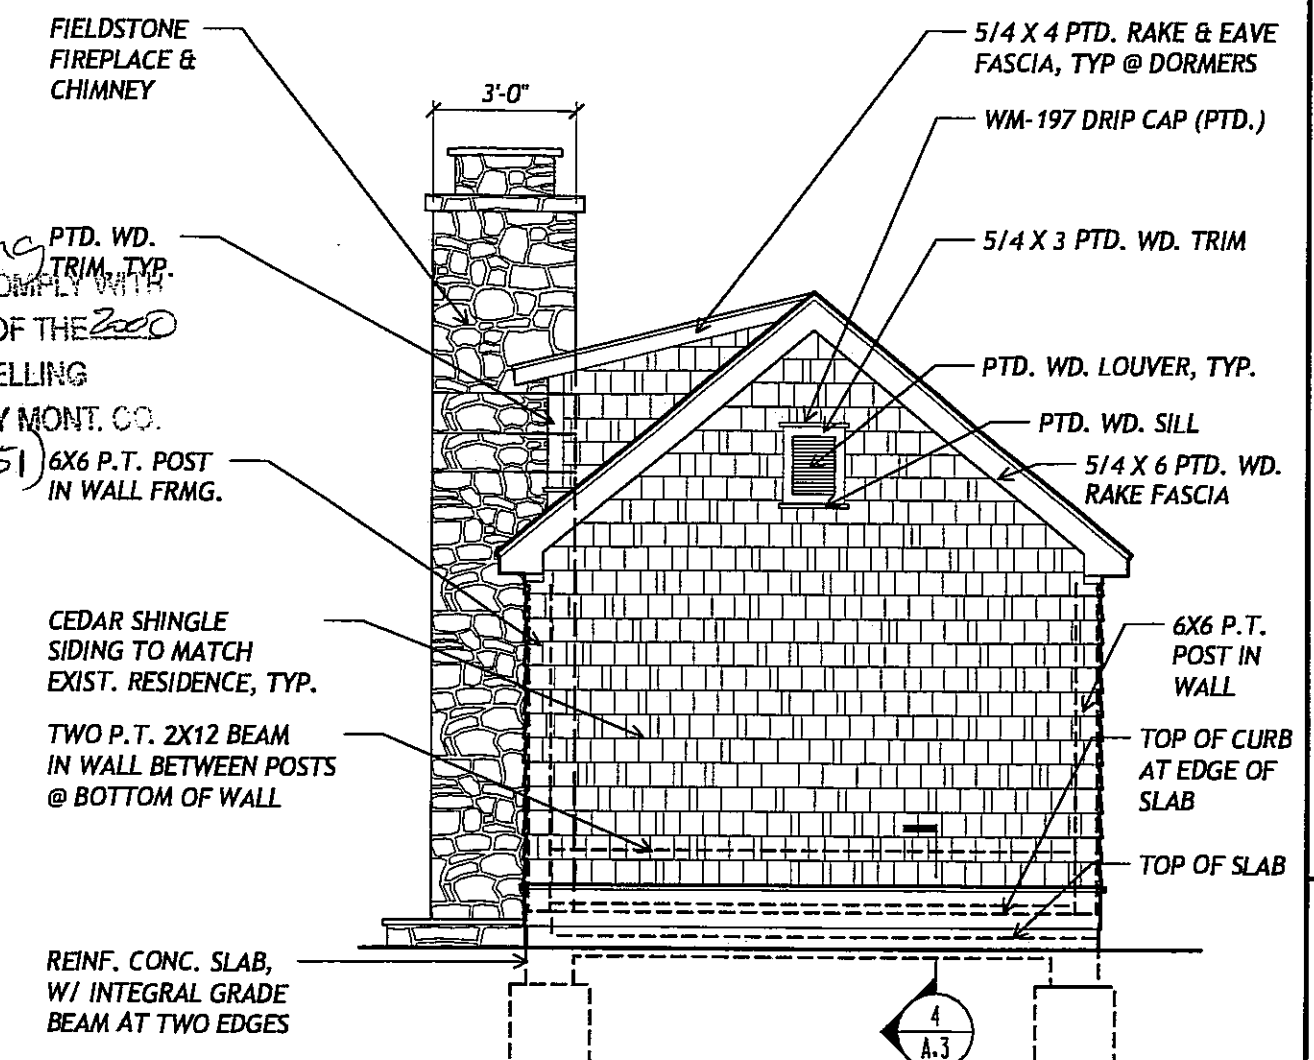 FIELDSTONE
FIREPLACE &
CHIMNEY
3'-0"
5/4 X 4 PTD. RAKE & EAVE
FASCIA, TYP @ DORMERS
WM-197 DRIP CAP (PTD.)
PTD. WD.
TRIM, TYP.
OMPLY WITH
OF THE 2000
ELLING
Y MONT. CO.
51)
5/4 X 3 PTD. WD. TRIM
PTD. WD. LOUVER, TYP.
PTD. WD. SILL
5/4 X 6 PTD. WD.
RAKE FASCIA
6X6 P.T. POST
IN WALL FRMG.
CEDAR SHINGLE
SIDING TO MATCH
EXIST. RESIDENCE, TYP.
6X6 P.T.
POST IN
WALL
TWO P.T. 2X12 BEAM
IN WALL BETWEEN POSTS
@ BOTTOM OF WALL
TOP OF CURB
AT EDGE OF
SLAB
TOP OF SLAB
REINF. CONC. SLAB,
W/ INTEGRAL GRADE
BEAM AT TWO EDGES
4
A.3